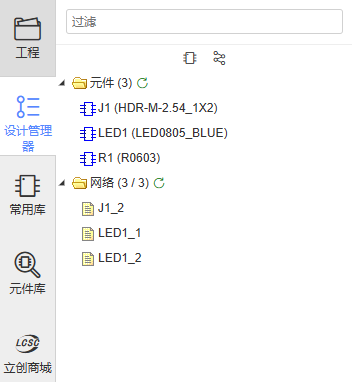 过滤
工程
设计管理
器
常用库
元件库
LCSC
立创商城
元件 (3)
J1 (HDR-M-2.54_1X2)
LED1 (LED0805_BLUE)
R1 (R0603)
网络 (3 / 3)
J1_2
LED1_1
LED1_2